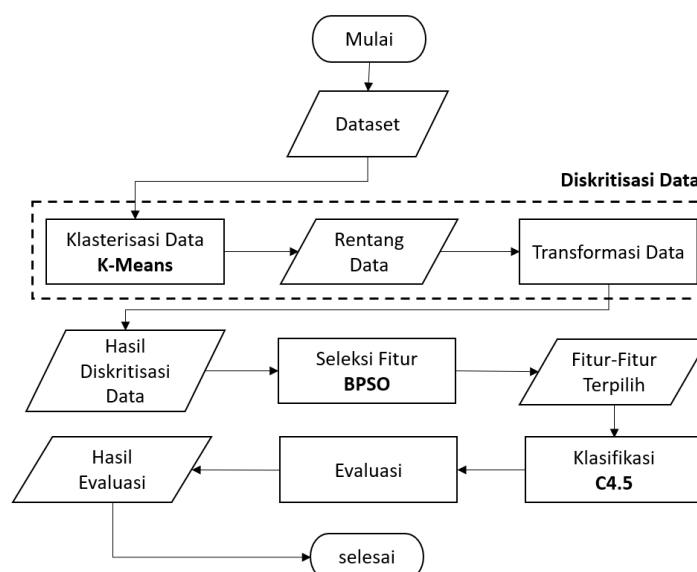 Mulai
Dataset
Diskritisasi Data
Klasterisasi Data
K-Means
Rentang
Data
Transformasi Data
Hasil
Diskritisasi
Data
Seleksi Fitur
BPSO
Fitur-Fitur
Terpilih
Klasifikasi
C4.5
Evaluasi
Hasil
Evaluasi
selesai